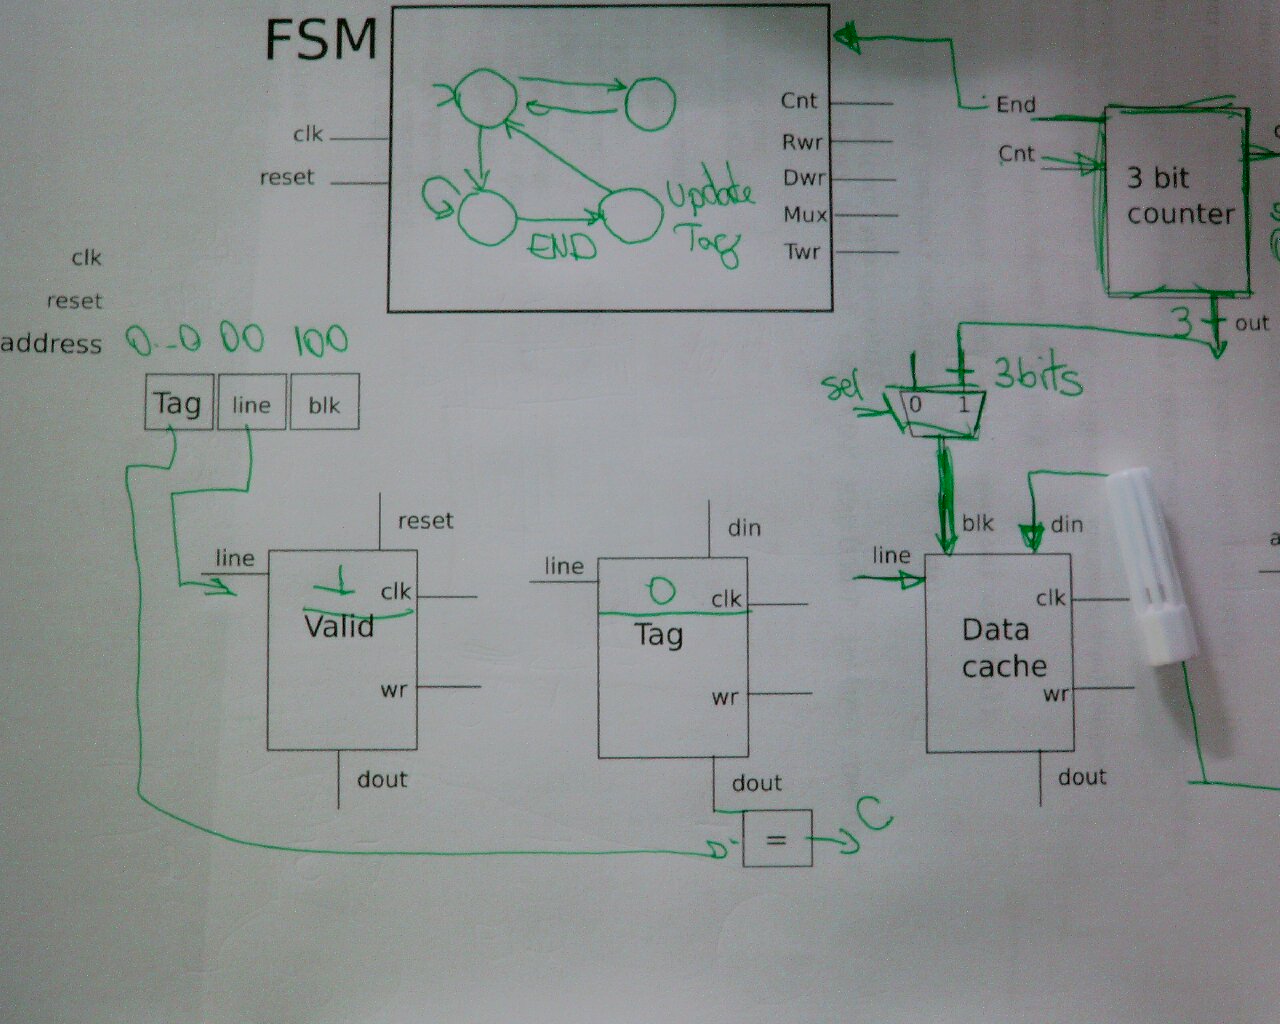 FSM
clk
reset
Update
Tag
END
Cnt
Rwr
Dwr
Mux
Twr
End
Cnt
3 bit
counter
3
out
clk
reset
address
0--0 00 100
Tag line blk
sel
3bits
0 1
reset
line
1
clk
Valid
wr
dout
din
line
0
clk
Tag
wr
dout
=
C
blk
din
line
clk
Data
cache
wr
dout